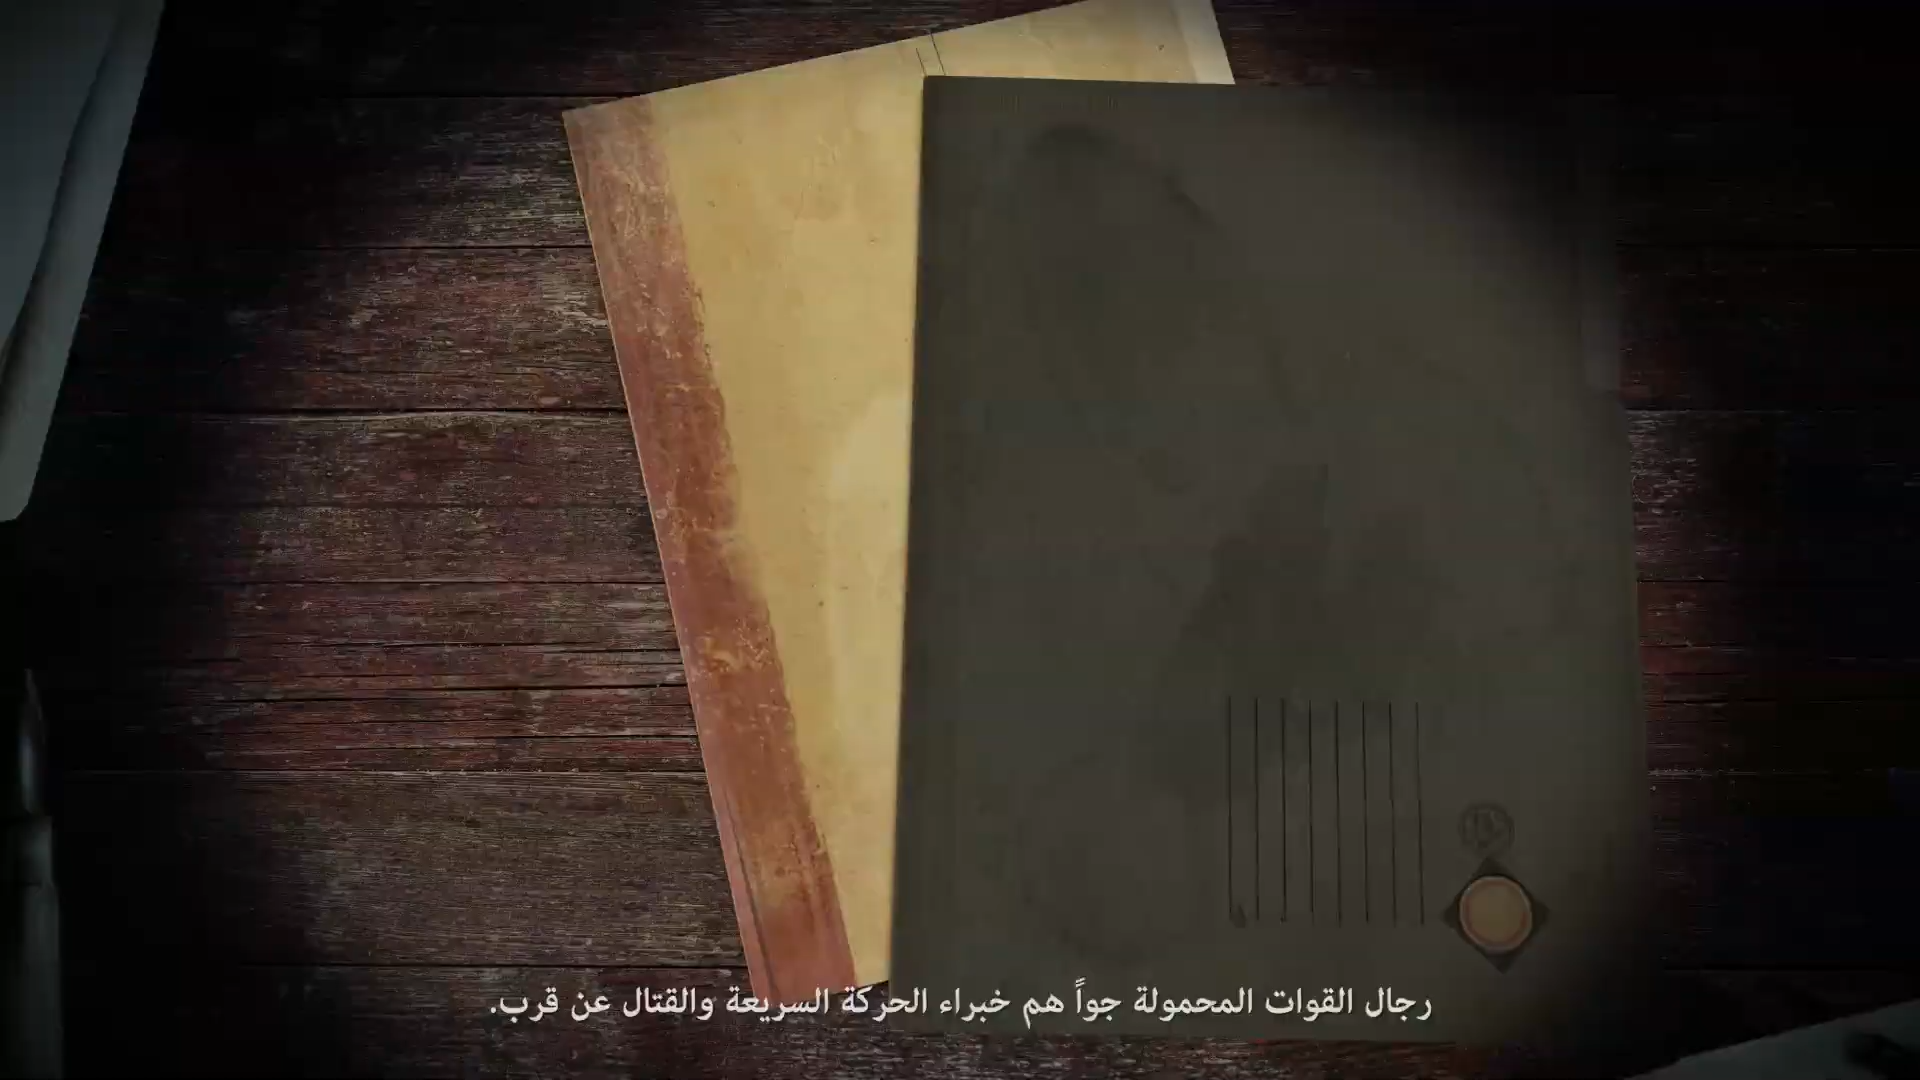 رجال القوات المحمولة جواً هم خبراء الحركة السريعة والقتال عن قرب.